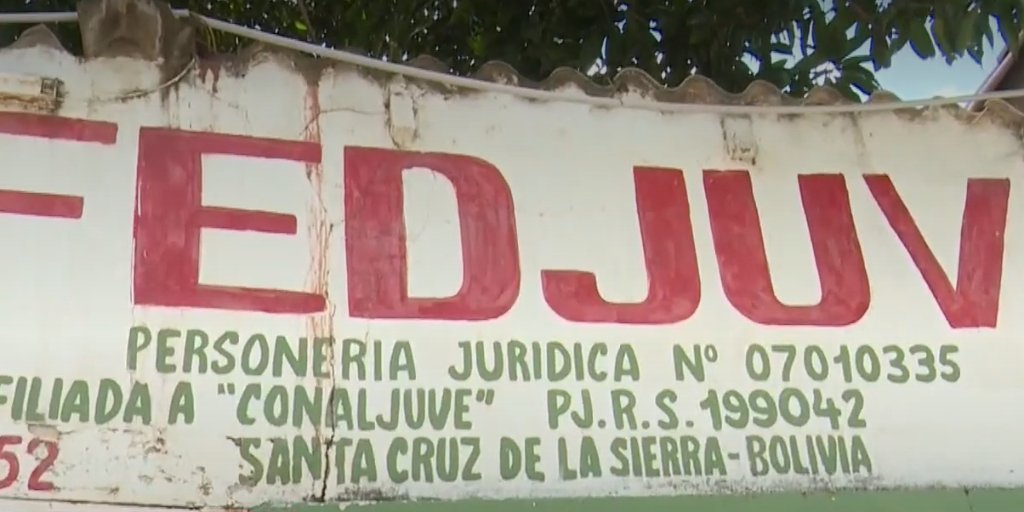 FEDJUV
PERSONERIA JURIDICA Nº 07010335
FILIADA A "CONALJUVE" PJ.R.S. 199042
52 SANTA CRUZ DE LA SIERRA-BOLIVIA